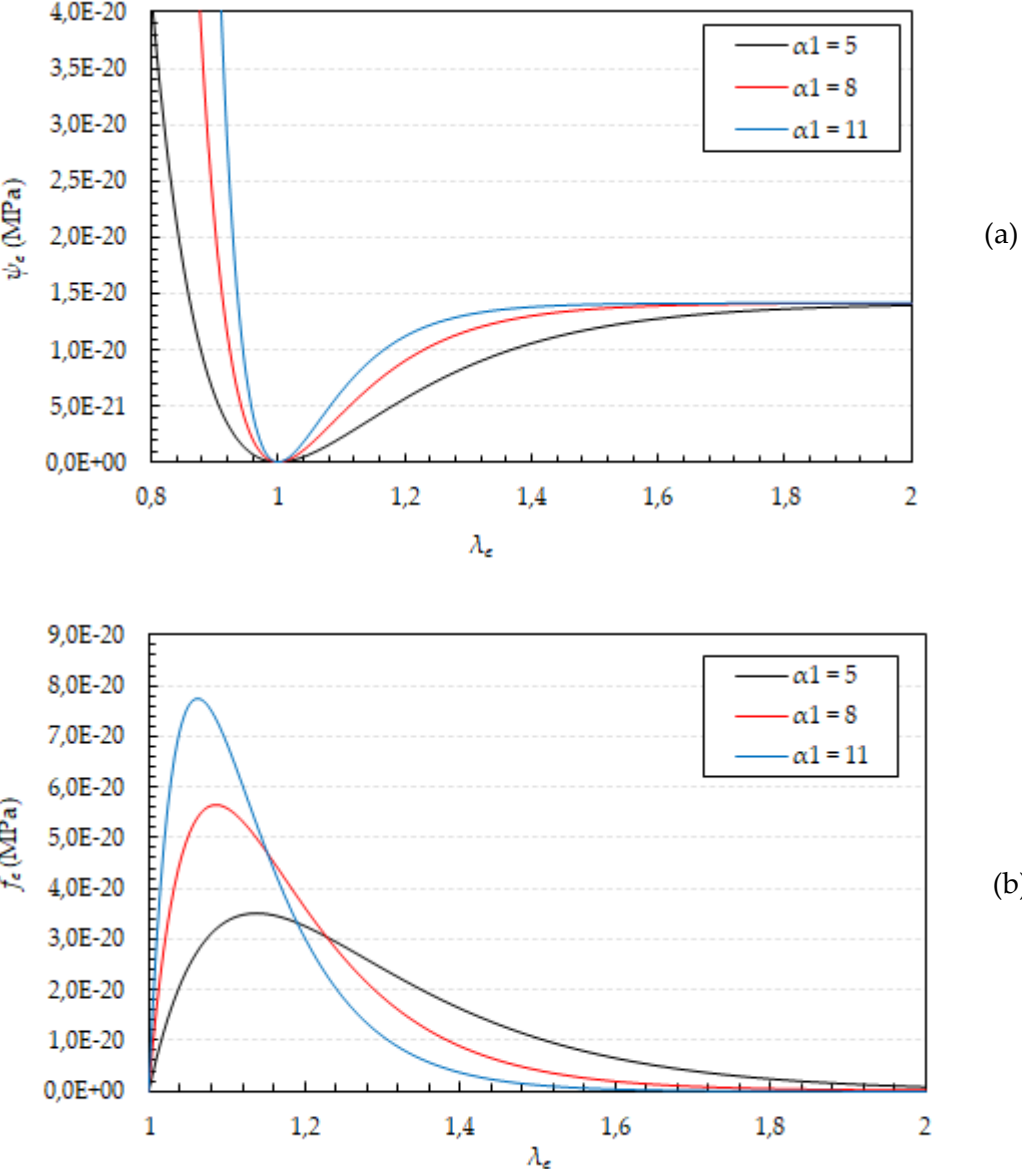 4,0E-20
3,5E-20
3,0E-20
2,5E-20
2,0E-20
1,5E-20
1,0E-20
5,0E-21
0,0E+00
ψe (MPa)
α1 = 5
α1 = 8
α1 = 11
(a)
0,8 1 1,2 1,4 1,6 1,8 2
λe
9,0E-20
8,0E-20
7,0E-20
6,0E-20
5,0E-20
4,0E-20
3,0E-20
2,0E-20
1,0E-20
0,0E+00
fe (MPa)
α1 = 5
α1 = 8
α1 = 11
(b)
1 1,2 1,4 1,6 1,8 2
λe